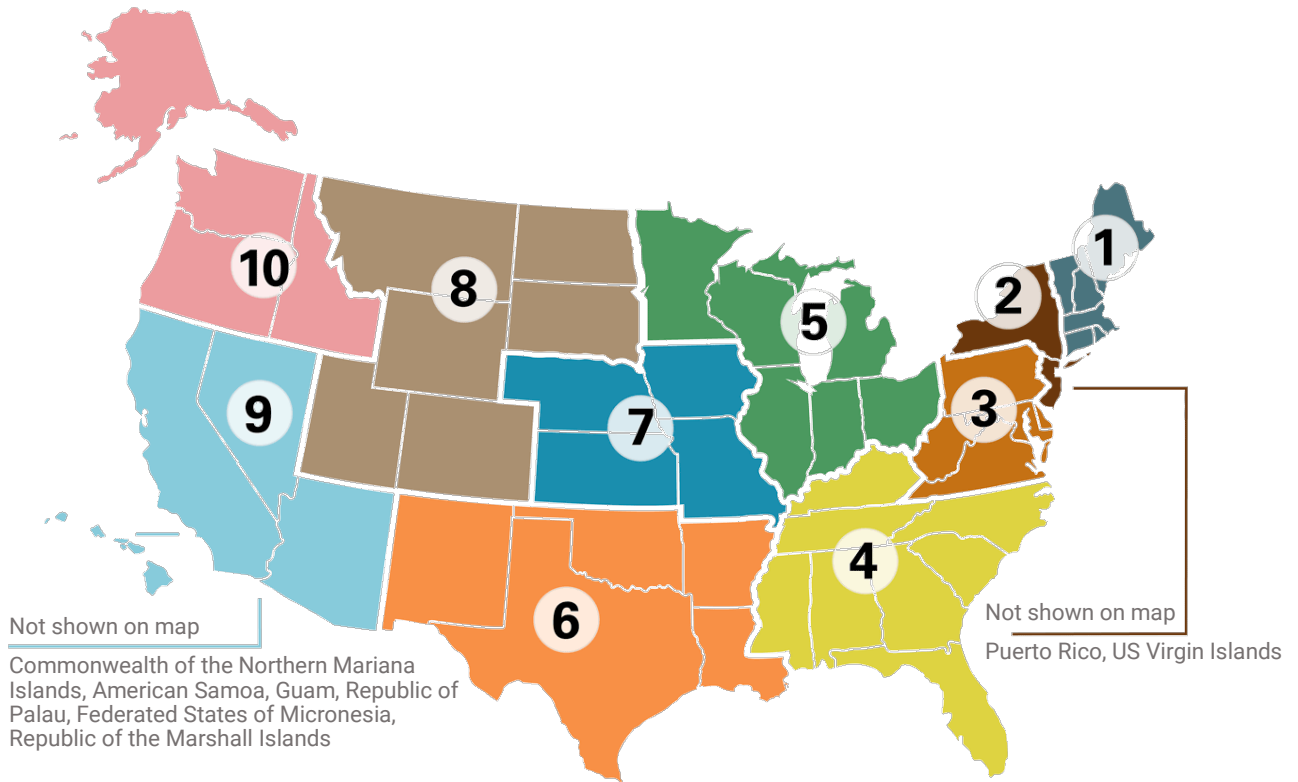 1
2
10
8
5
3
9
7
4
6
Not shown on map
Commonwealth of the Northern Mariana
Islands, American Samoa, Guam, Republic of
Palau, Federated States of Micronesia,
Republic of the Marshall Islands
Not shown on map
Puerto Rico, US Virgin Islands